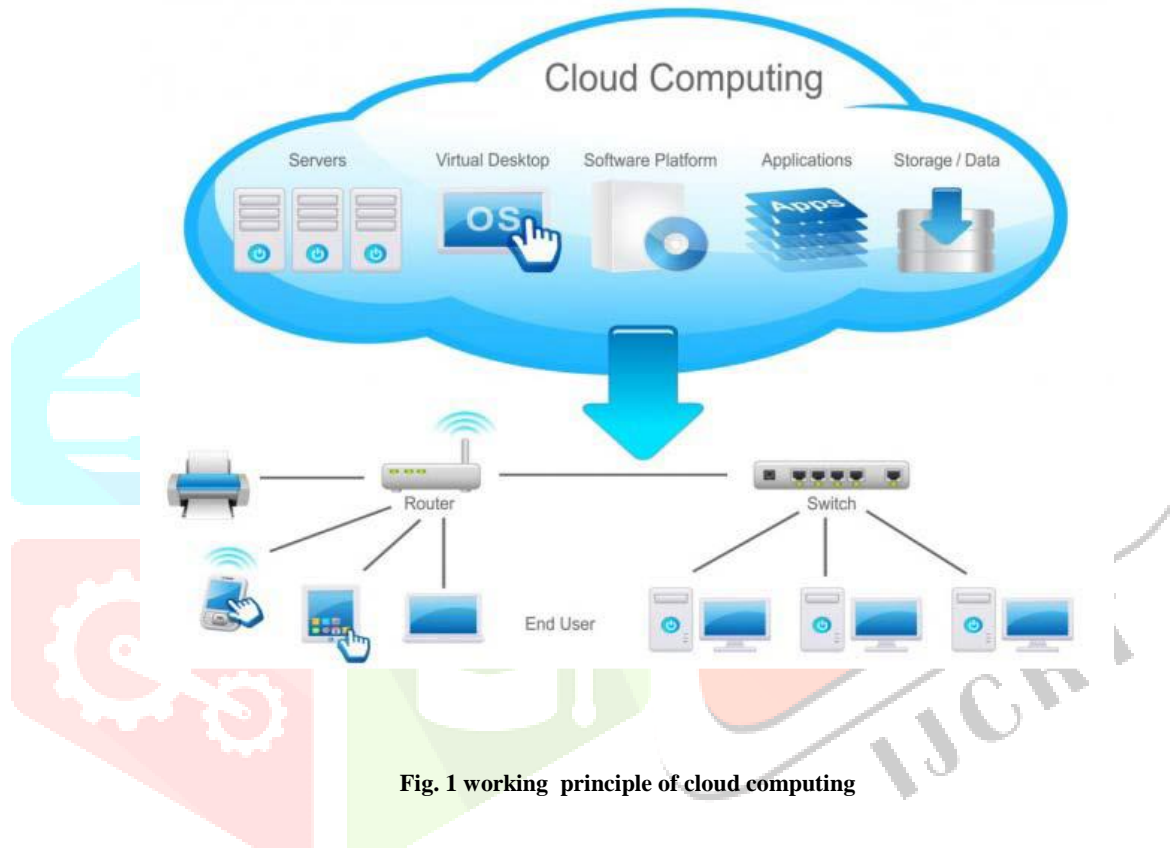 Cloud Computing
Servers Virtual Desktop Software Platform Applications Storage / Data
OS
Apps
Router
Switch
End User
IJCRT
Fig. 1 working principle of cloud computing